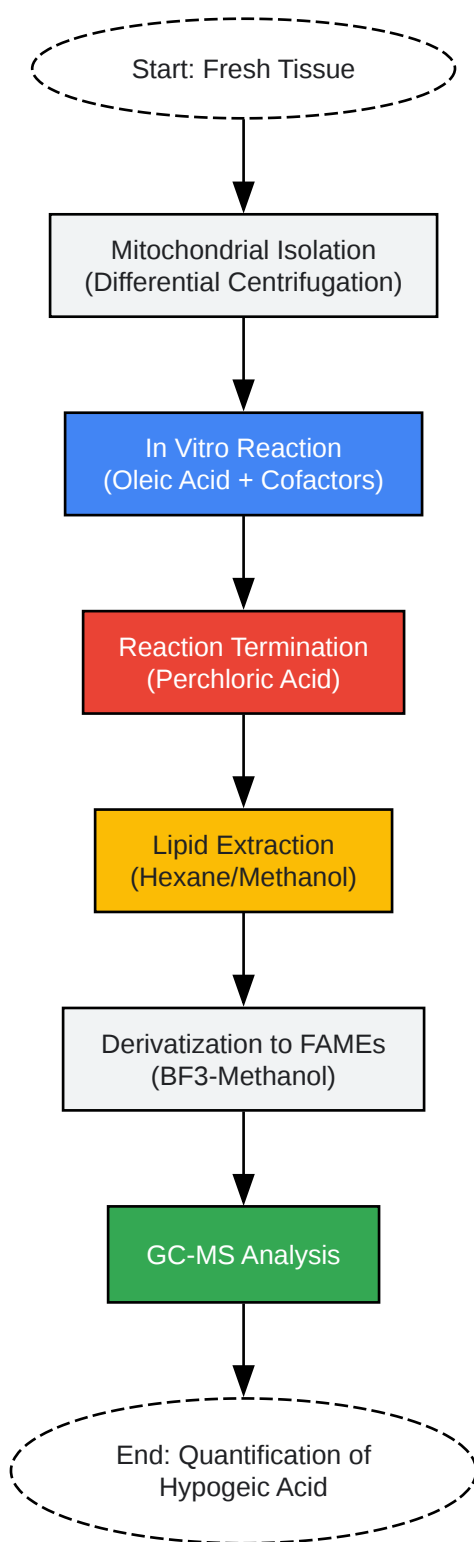 Start: Fresh Tissue
Mitochondrial Isolation
(Differential Centrifugation)
In Vitro Reaction
(Oleic Acid + Cofactors)
Reaction Termination
(Perchloric Acid)
Lipid Extraction
(Hexane/Methanol)
Derivatization to FAMEs
(BF3-Methanol)
GC-MS Analysis
End: Quantification of
Hypogeic Acid